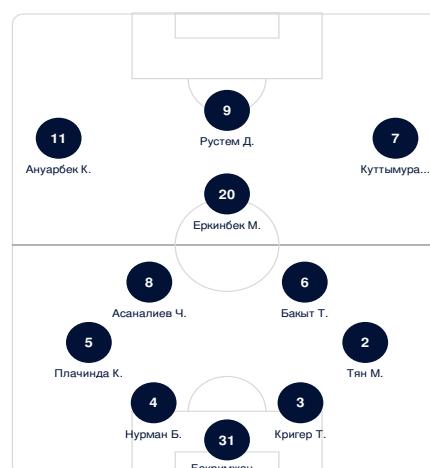 9
Рустем Д.
11
Ануарбек К.
7
Куттымура...
20
Еркинбек М.
8
Асаналиев Ч.
6
Бакыт Т.
5
Плачинда К.
2
Тян М.
4
Нурман Б.
3
Кригер Т.
31